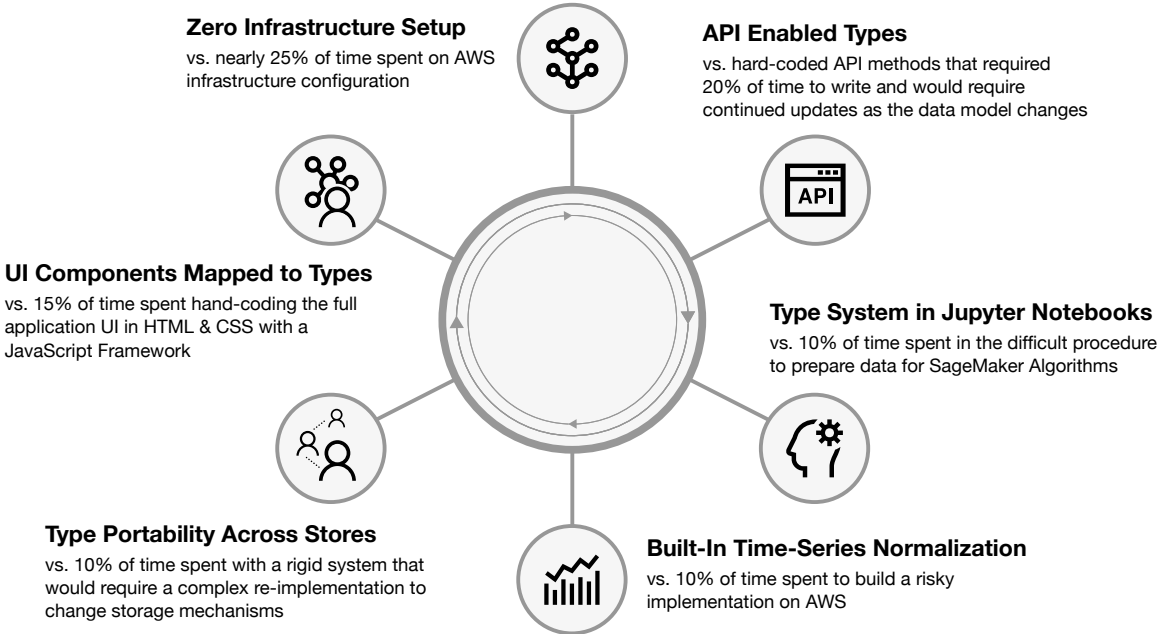 Zero Infrastructure Setup
vs. nearly 25% of time spent on AWS
infrastructure configuration
API Enabled Types
vs. hard-coded API methods that required
20% of time to write and would require
continued updates as the data model changes
API
UI Components Mapped to Types
vs. 15% of time spent hand-coding the full
application UI in HTML & CSS with a
JavaScript Framework
Type System in Jupyter Notebooks
vs. 10% of time spent in the difficult procedure
to prepare data for SageMaker Algorithms
Type Portability Across Stores
vs. 10% of time spent with a rigid system that
would require a complex re-implementation to
change storage mechanisms
Built-In Time-Series Normalization
vs. 10% of time spent to build a risky
implementation on AWS